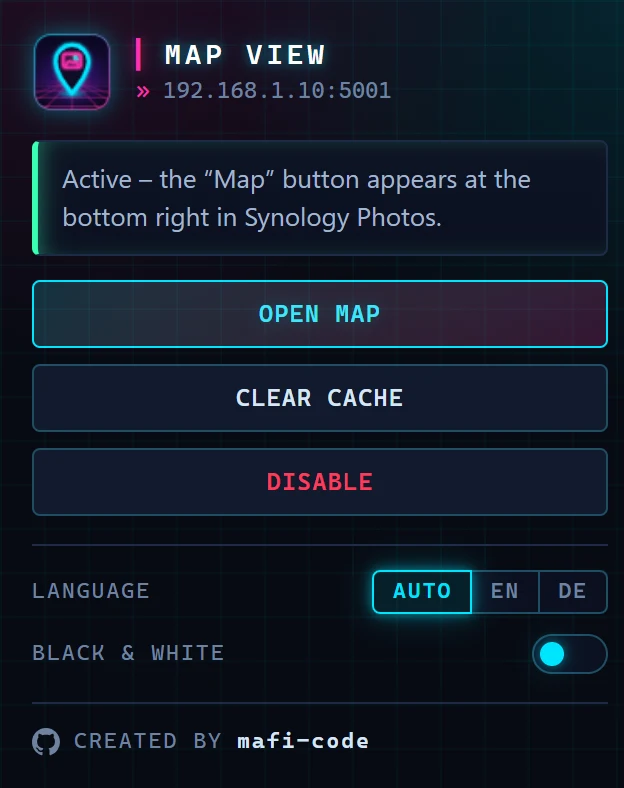 MAP VIEW
» 192.168.1.10:5001
Active – the “Map” button appears at the
bottom right in Synology Photos.
OPEN MAP
CLEAR CACHE
DISABLE
LANGUAGE AUTO EN DE
BLACK & WHITE
CREATED BY mafi-code